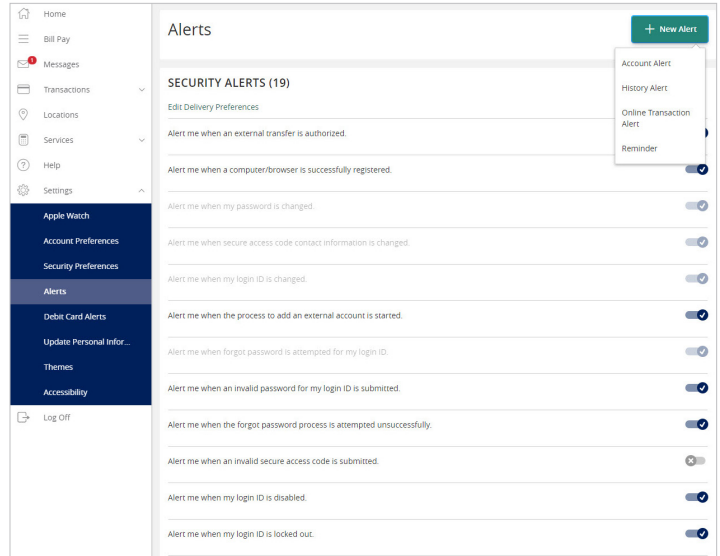 Home
Bill Pay
1
Messages
Transactions
Locations
Services
Help
Settings
Apple Watch
Account Preferences
Security Preferences
Alerts
Debit Card Alerts
Update Personal Infor...
Themes
Accessibility
Log Off
Alerts
+ New Alert
Account Alert
History Alert
Online Transaction
Alert
Reminder
SECURITY ALERTS (19)
Edit Delivery Preferences
Alert me when an external transfer is authorized.
Alert me when a computer/browser is successfully registered.
Alert me when my password is changed.
Alert me when secure access code contact information is changed.
Alert me when my login ID is changed.
Alert me when the process to add an external account is started.
Alert me when forgot password is attempted for my login ID.
Alert me when an invalid password for my login ID is submitted.
Alert me when the forgot password process is attempted unsuccessfully.
Alert me when an invalid secure access code is submitted.
Alert me when my login ID is disabled.
Alert me when my login ID is locked out.